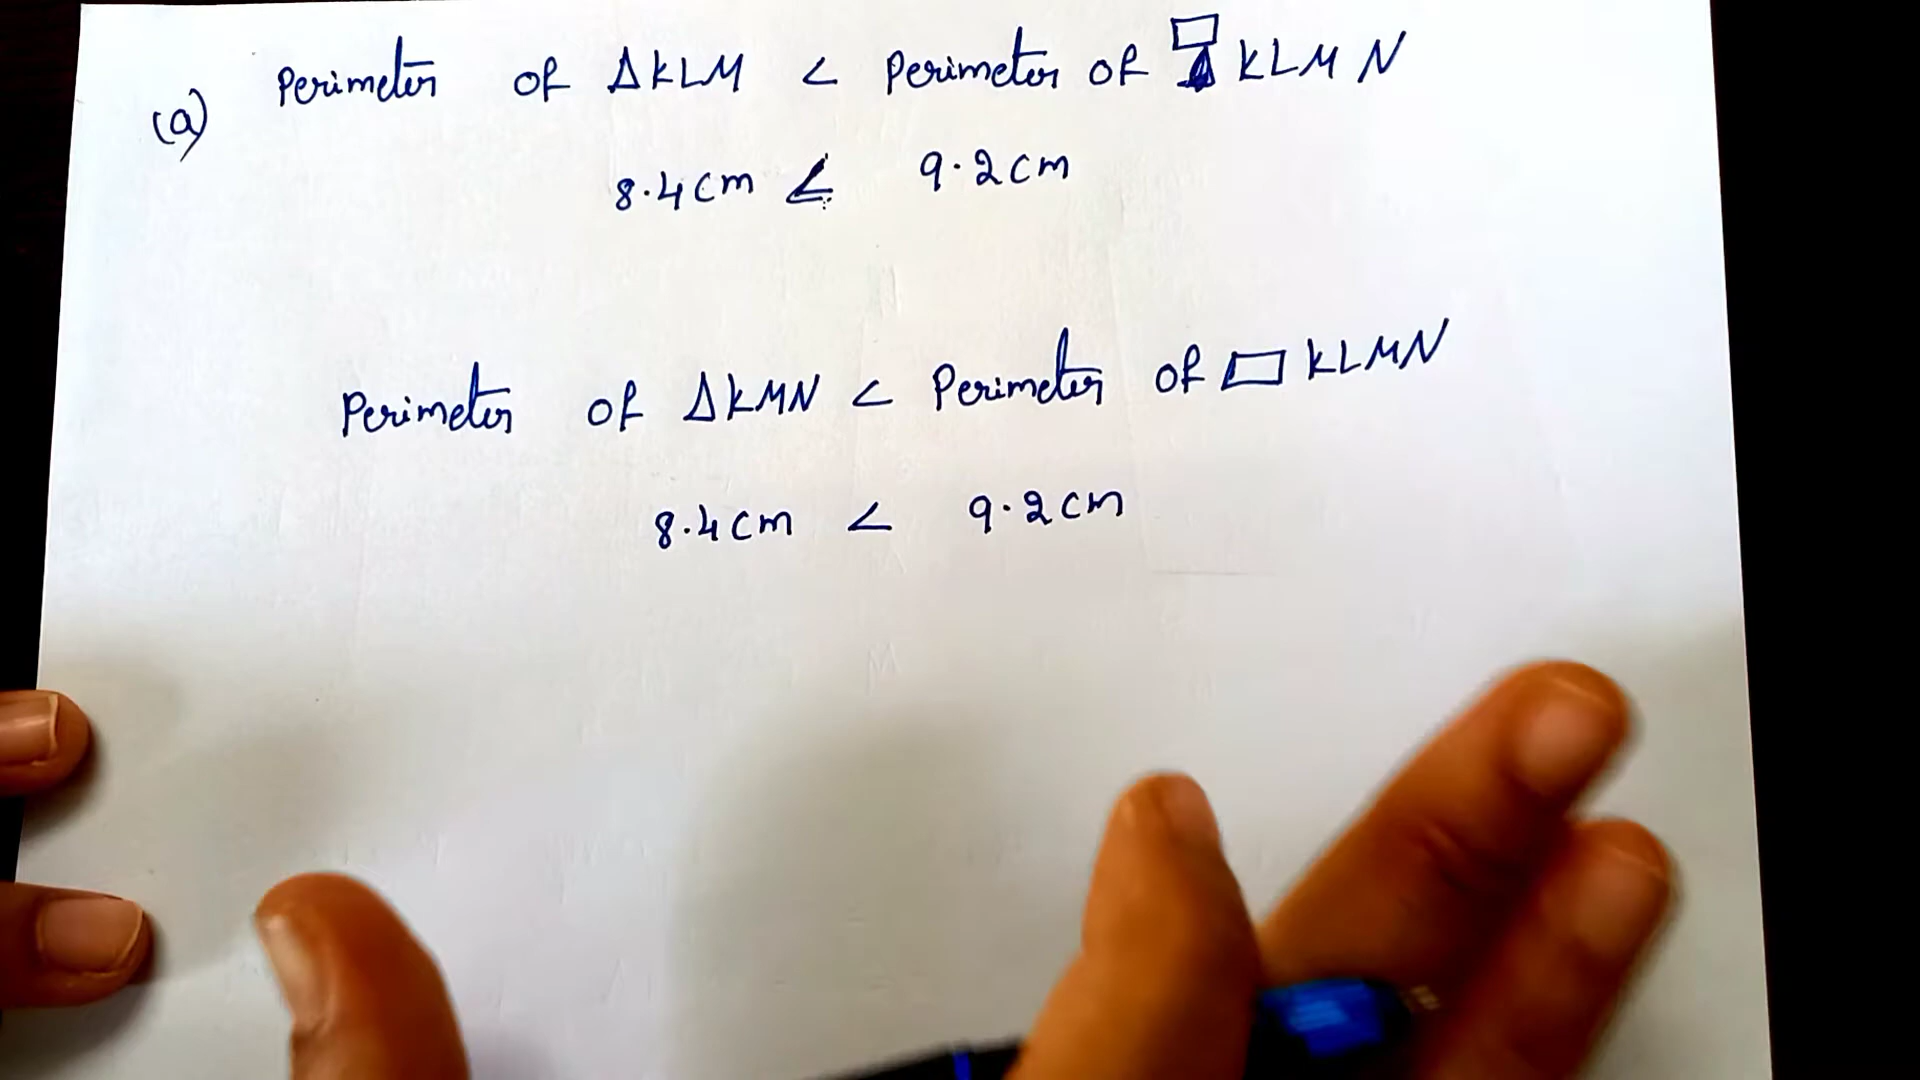 (a) Perimeter of ΔKLM < Perimeter of ▭ KLMN
8.4cm < 9.2cm
Perimeter of ΔKMN < Perimeter of ▭ KLMN
8.4cm < 9.2cm